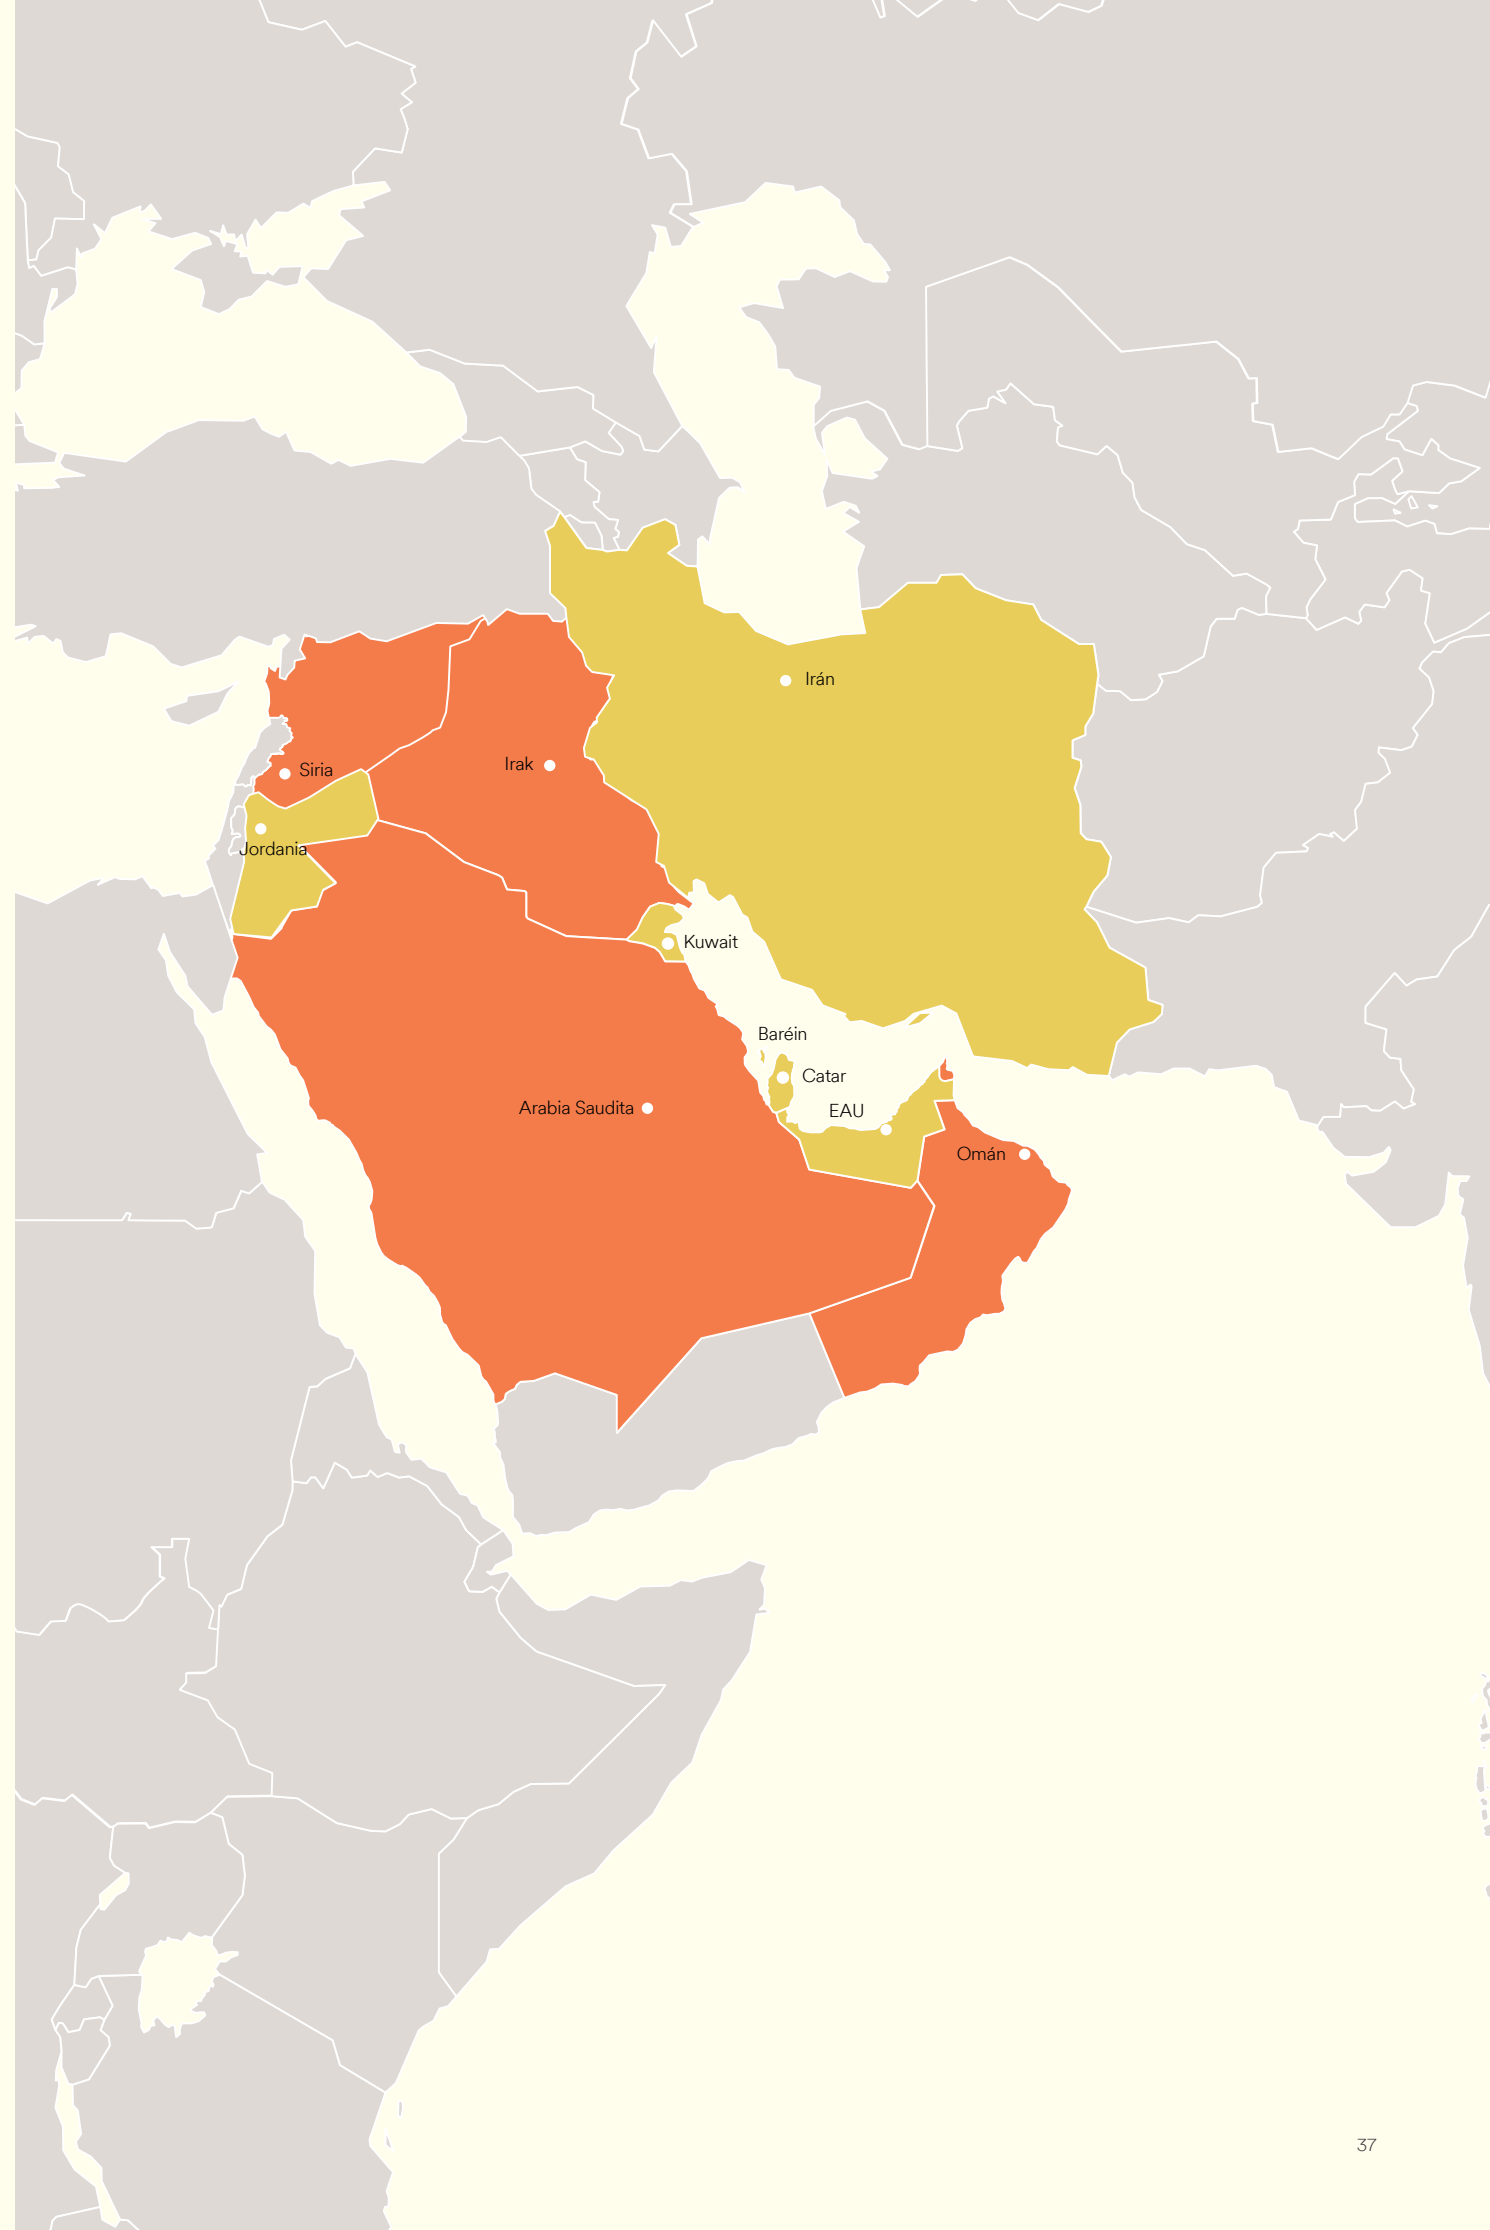 Irán
Irak
Siria
Jordania
Kuwait
Baréin
Catar
Arabia Saudita
EAU
Omán
37